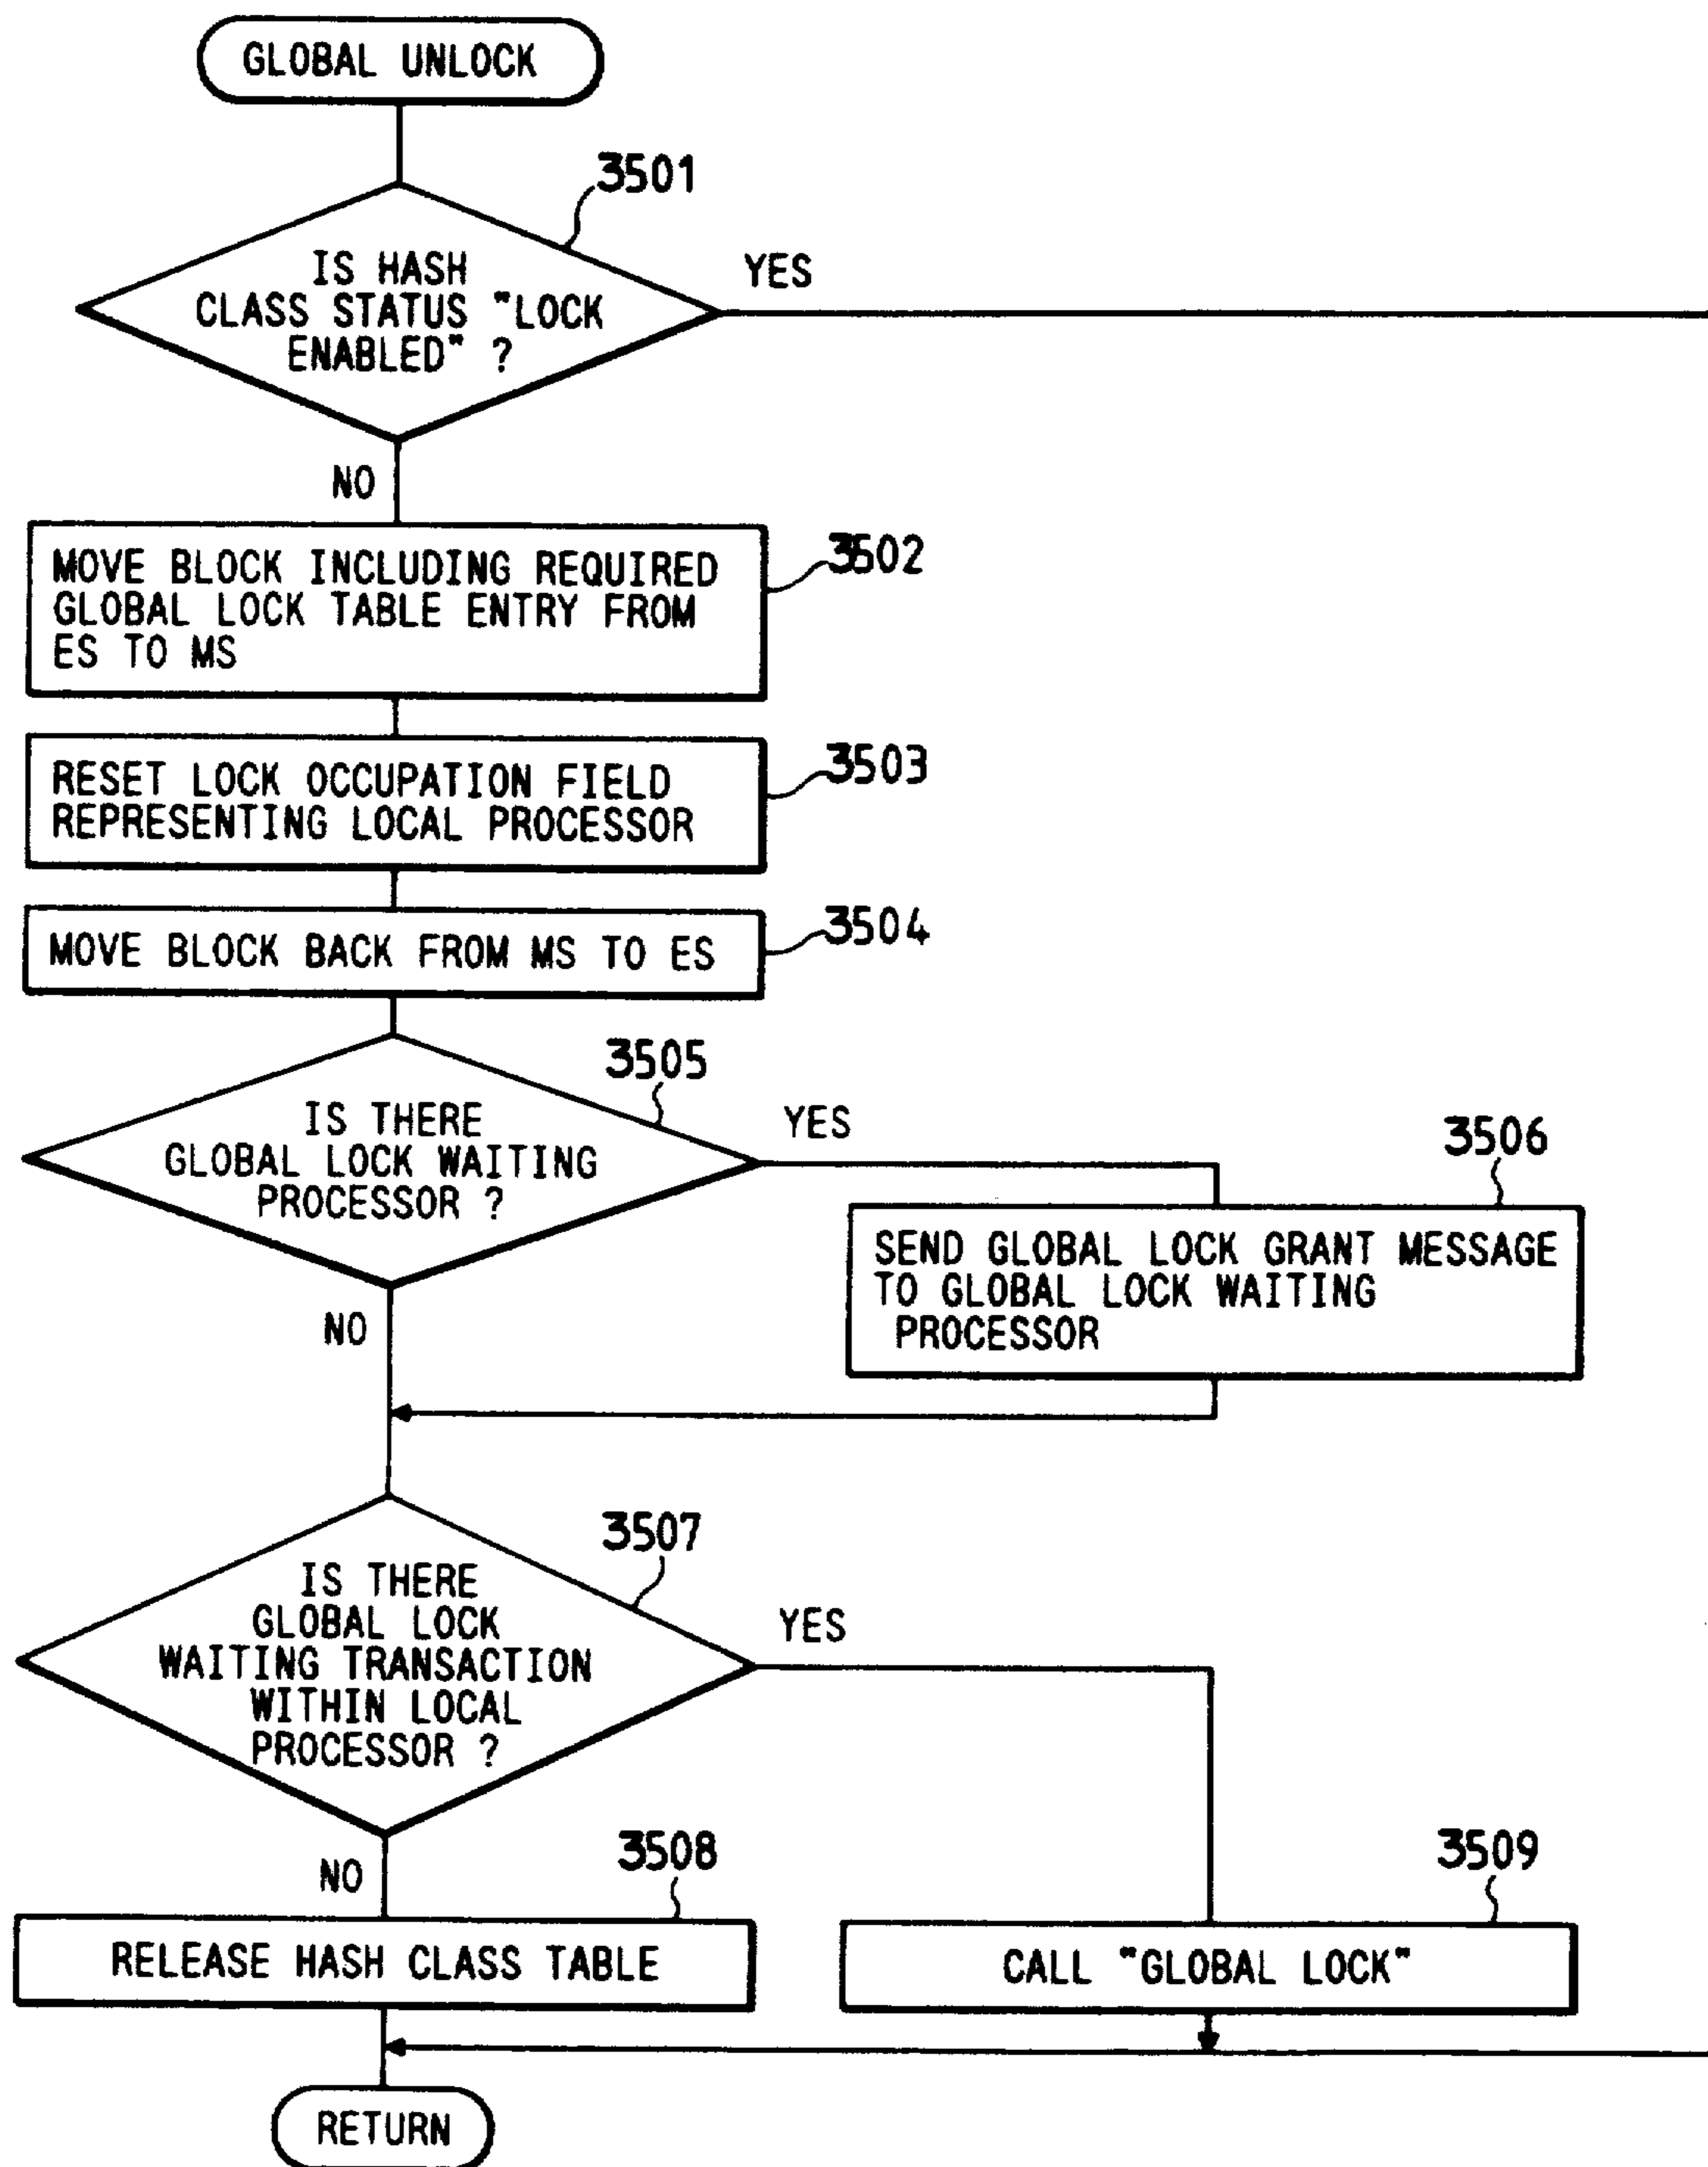 GLOBAL UNLOCK
3501
IS HASH
CLASS STATUS "LOCK
ENABLED" ?
YES
NO
MOVE BLOCK INCLUDING REQUIRED
GLOBAL LOCK TABLE ENTRY FROM
ES TO MS
3502
RESET LOCK OCCUPATION FIELD
REPRESENTING LOCAL PROCESSOR
3503
MOVE BLOCK BACK FROM MS TO ES
3504
3505
IS THERE
GLOBAL LOCK WAITING
PROCESSOR ?
YES
NO
3506
SEND GLOBAL LOCK GRANT MESSAGE
TO GLOBAL LOCK WAITING
PROCESSOR
3507
IS THERE
GLOBAL LOCK
WAITING TRANSACTION
WITHIN LOCAL
PROCESSOR ?
YES
NO
3508
RELEASE HASH CLASS TABLE
3509
CALL "GLOBAL LOCK"
RETURN